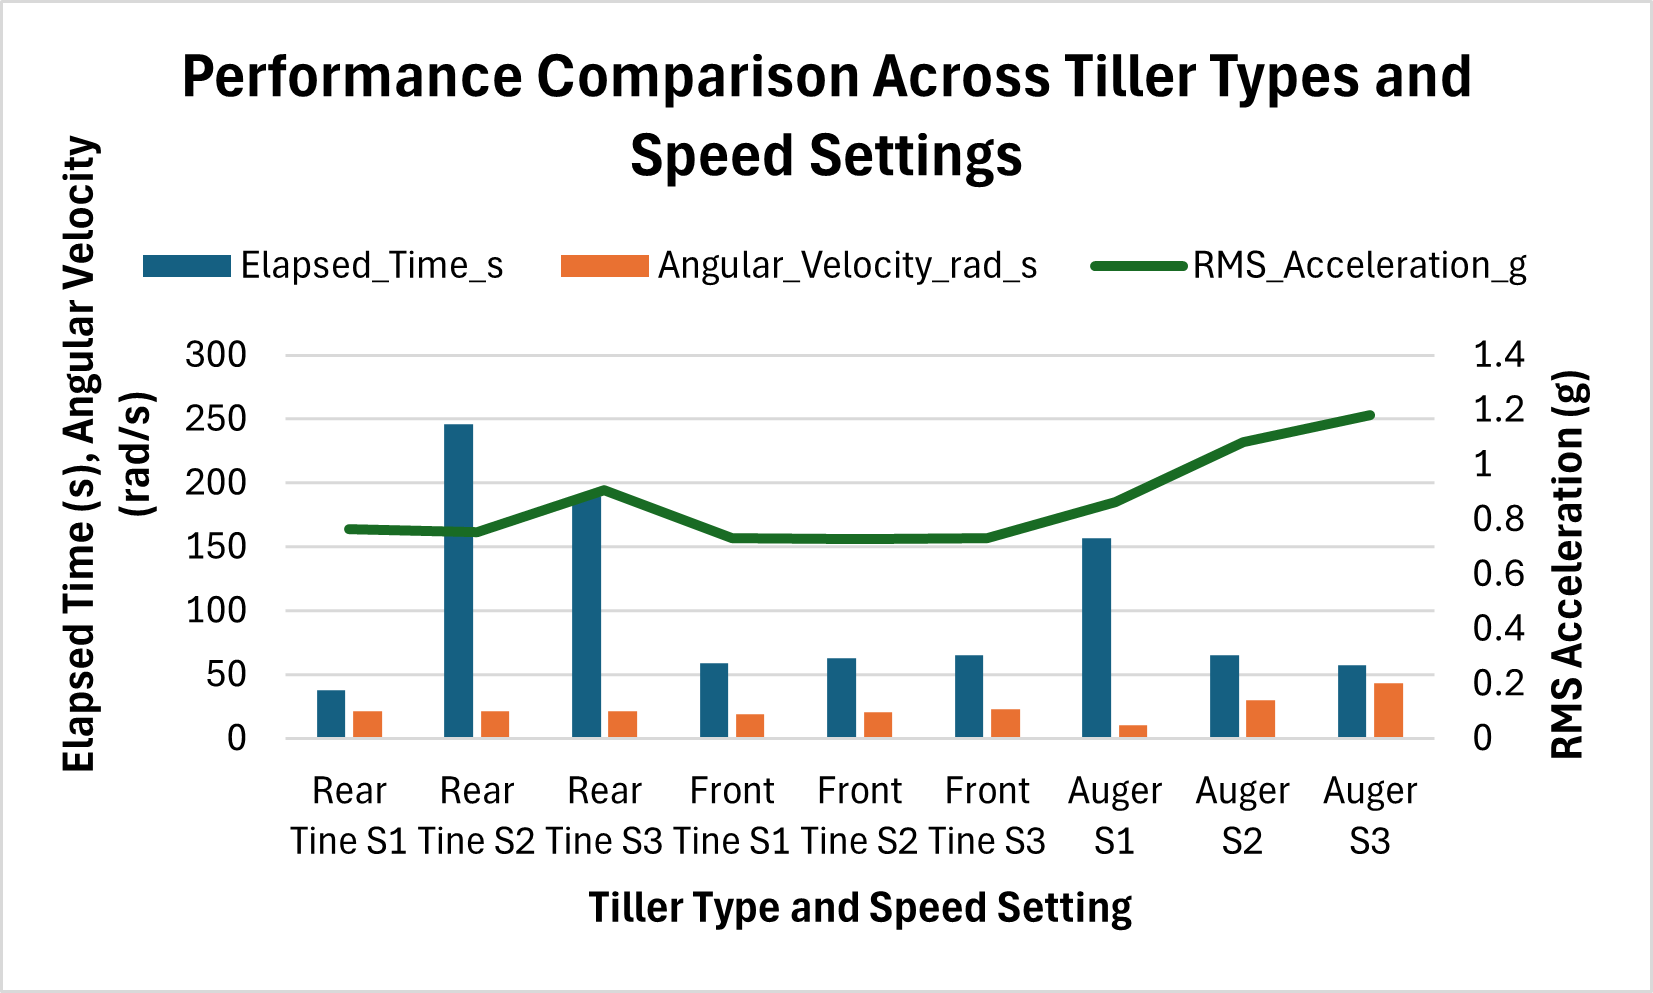 Performance Comparison Across Tiller Types and
Speed Settings
Elapsed_Time_s
Angular_Velocity_rad_s
RMS_Acceleration_g
Elapsed Time (s), Angular Velocity
(rad/s)
300
250
200
150
100
50
0
1.4
1.2
1
0.8
0.6
0.4
0.2
0
RMS Acceleration (g)
Rear
Tine S1
Rear
Tine S2
Rear
Tine S3
Front
Tine S1
Front
Tine S2
Front
Tine S3
Auger
S1
Auger
S2
Auger
S3
Tiller Type and Speed Setting